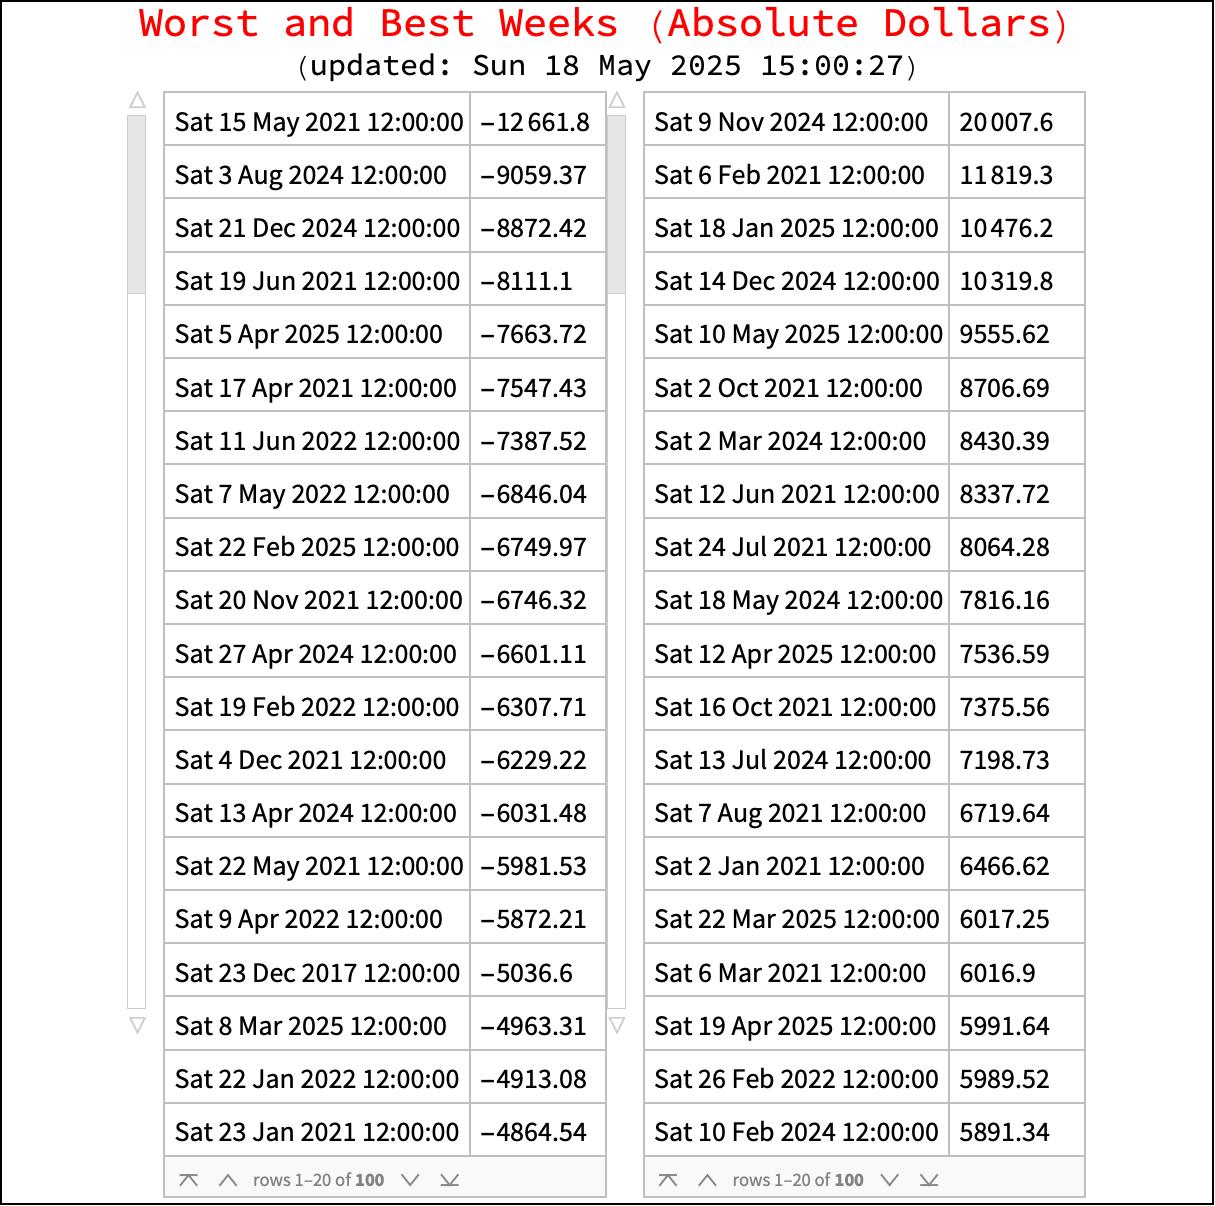 Worst and Best Weeks (Absolute Dollars)
(updated: Sun 18 May 2025 15:00:27)
Sat 15 May 2021 12:00:00 −12 661.8 Sat 9 Nov 2024 12:00:00 20 007.6
Sat 3 Aug 2024 12:00:00 −9059.37 Sat 6 Feb 2021 12:00:00 11 819.3
Sat 21 Dec 2024 12:00:00 −8872.42 Sat 18 Jan 2025 12:00:00 10 476.2
Sat 19 Jun 2021 12:00:00 −8111.1 Sat 14 Dec 2024 12:00:00 10 319.8
Sat 5 Apr 2025 12:00:00 −7663.72 Sat 10 May 2025 12:00:00 9555.62
Sat 17 Apr 2021 12:00:00 −7547.43 Sat 2 Oct 2021 12:00:00 8706.69
Sat 11 Jun 2022 12:00:00 −7387.52 Sat 2 Mar 2024 12:00:00 8430.39
Sat 7 May 2022 12:00:00 −6846.04 Sat 12 Jun 2021 12:00:00 8337.72
Sat 22 Feb 2025 12:00:00 −6749.97 Sat 24 Jul 2021 12:00:00 8064.28
Sat 20 Nov 2021 12:00:00 −6746.32 Sat 18 May 2024 12:00:00 7816.16
Sat 27 Apr 2024 12:00:00 −6601.11 Sat 12 Apr 2025 12:00:00 7536.59
Sat 19 Feb 2022 12:00:00 −6307.71 Sat 16 Oct 2021 12:00:00 7375.56
Sat 4 Dec 2021 12:00:00 −6229.22 Sat 13 Jul 2024 12:00:00 7198.73
Sat 13 Apr 2024 12:00:00 −6031.48 Sat 7 Aug 2021 12:00:00 6719.64
Sat 22 May 2021 12:00:00 −5981.53 Sat 2 Jan 2021 12:00:00 6466.62
Sat 9 Apr 2022 12:00:00 −5872.21 Sat 22 Mar 2025 12:00:00 6017.25
Sat 23 Dec 2017 12:00:00 −5036.6 Sat 6 Mar 2021 12:00:00 6016.9
Sat 8 Mar 2025 12:00:00 −4963.31 Sat 19 Apr 2025 12:00:00 5991.64
Sat 22 Jan 2022 12:00:00 −4913.08 Sat 26 Feb 2022 12:00:00 5989.52
Sat 23 Jan 2021 12:00:00 −4864.54 Sat 10 Feb 2024 12:00:00 5891.34
rows 1–20 of 100 rows 1–20 of 100